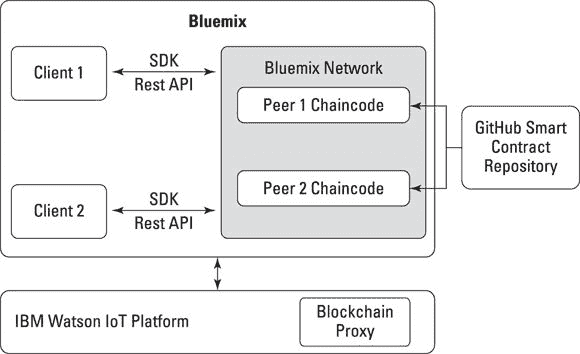 Bluemix
Client 1
SDK
Rest API
Bluemix Network
Peer 1 Chaincode
GitHub Smart
Contract
Repository
Client 2
SDK
Rest API
Peer 2 Chaincode
IBM Watson IoT Platform
Blockchain
Proxy